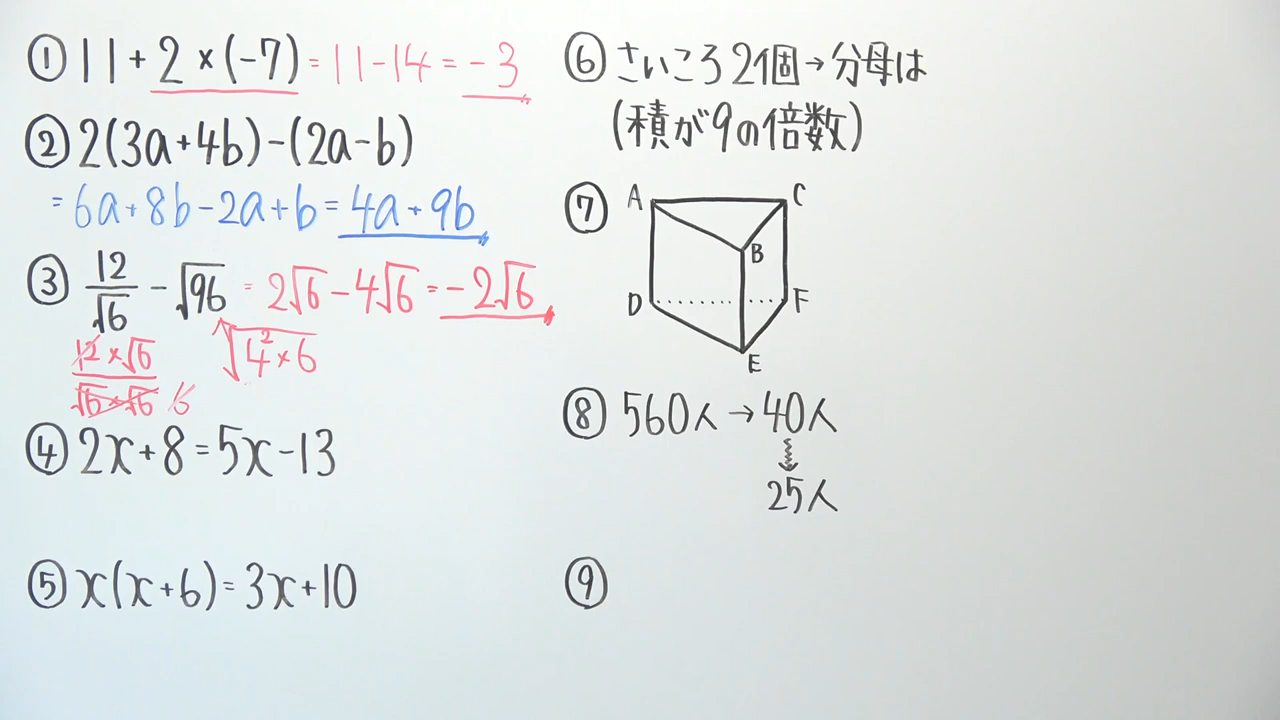 ① 11+2×(-7)=11-14=-3
② 2(3a+4b)-(2a-b)
=6a+8b-2a+b=4a+9b
③ 12/√6-√96=2√6-4√6=-2√6
12×√6/√6×√6 6
√4²×6
④ 2x+8=5x-13
⑤ x(x+6)=3x+10
⑥ さいころ2個→分母は
(積が9の倍数)
⑦ A C
B
D F
E
⑧ 560人→40人
25人
⑨